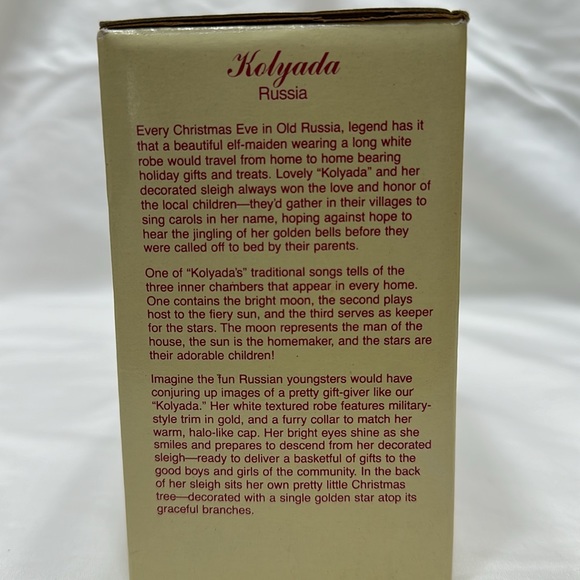 Kolyada
Russia
Every Christmas Eve in Old Russia, legend has it
that a beautiful elf-maiden wearing a long white
robe would travel from home to home bearing
holiday gifts and treats. Lovely “Kolyada” and her
decorated sleigh always won the love and honor of
the local children—they'd gather in their villages to
sing carols in her name, hoping against hope to
hear the jingling of her golden bells before they
were called off to bed by their parents.
One of “Kolyada's” traditional songs tells of the
three inner chambers that appear in every home.
One contains the bright moon, the second plays
host to the fiery sun, and the third serves as keeper
for the stars. The moon represents the man of the
house, the sun is the homemaker, and the stars are
their adorable children!
Imagine the fun Russian youngsters would have
conjuring up images of a pretty gift-giver like our
“Kolyada.” Her white textured robe features military-
style trim in gold, and a furry collar to match her
warm, halo-like cap. Her bright eyes shine as she
smiles and prepares to descend from her decorated
sleigh—ready to deliver a basketful of gifts to the
good boys and girls of the community. In the back
of her sleigh sits her own pretty little Christmas
tree—decorated with a single golden star atop its
graceful branches.